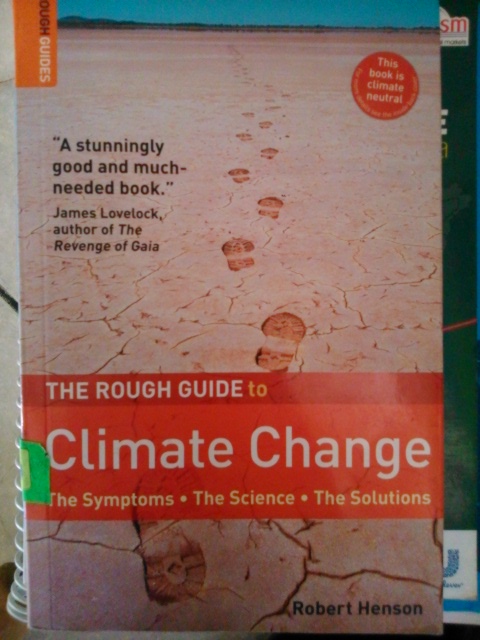 ROUGH GUIDES
This
book is
climate
neutral
"A stunningly
good and much-
needed book."
James Lovelock,
author of The
Revenge of Gaia
THE ROUGH GUIDE to
Climate Change
The Symptoms • The Science • The Solutions
Robert Henson
sm